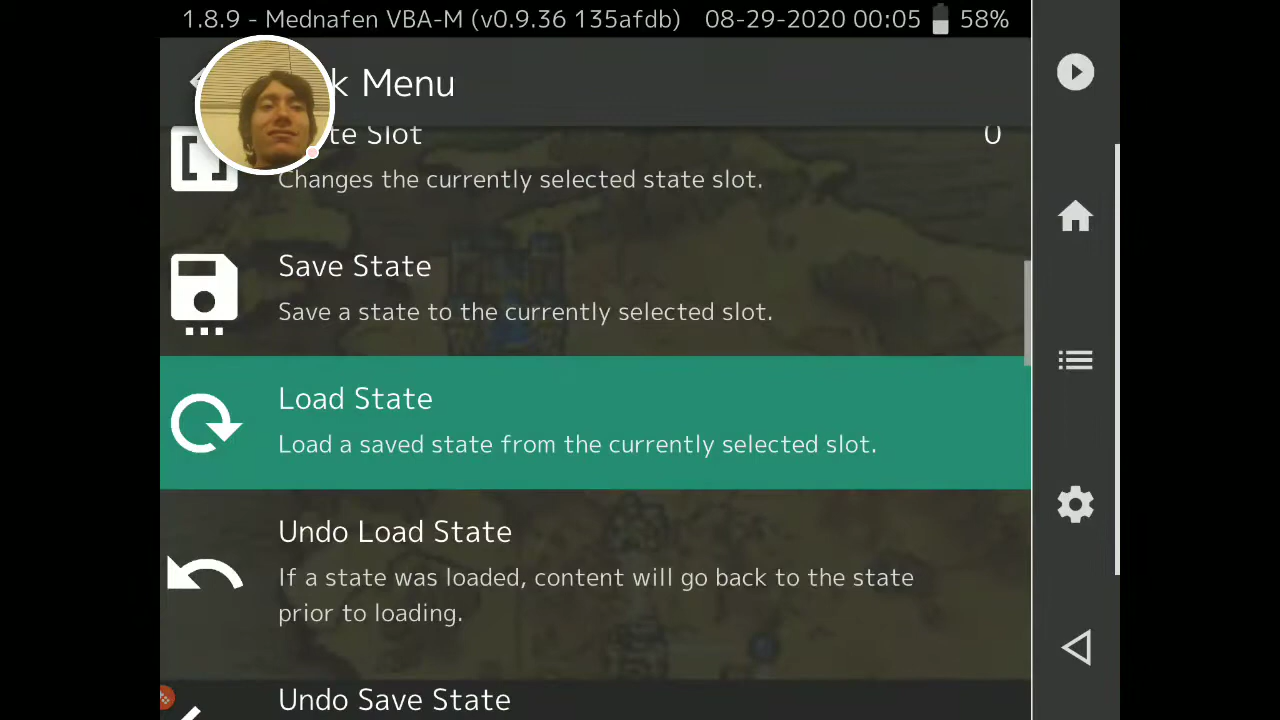 1.8.9 - Mednafen VBA-M (v0.9.36 135afdb) 08-29-2020 00:05 58%
k Menu
te Slot 0
Changes the currently selected state slot.
Save State
Save a state to the currently selected slot.
Load State
Load a saved state from the currently selected slot.
Undo Load State
If a state was loaded, content will go back to the state
prior to loading.
Undo Save State